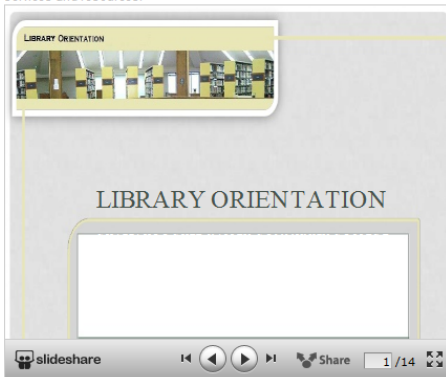 LIBRARY ORIENTATION
LIBRARY ORIENTATION
slideshare
Share
1 /14